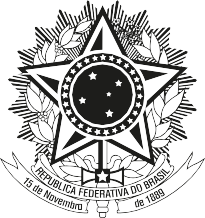 REPÚBLICA FEDERATIVA DO BRASIL
15 de Novembro de 1889